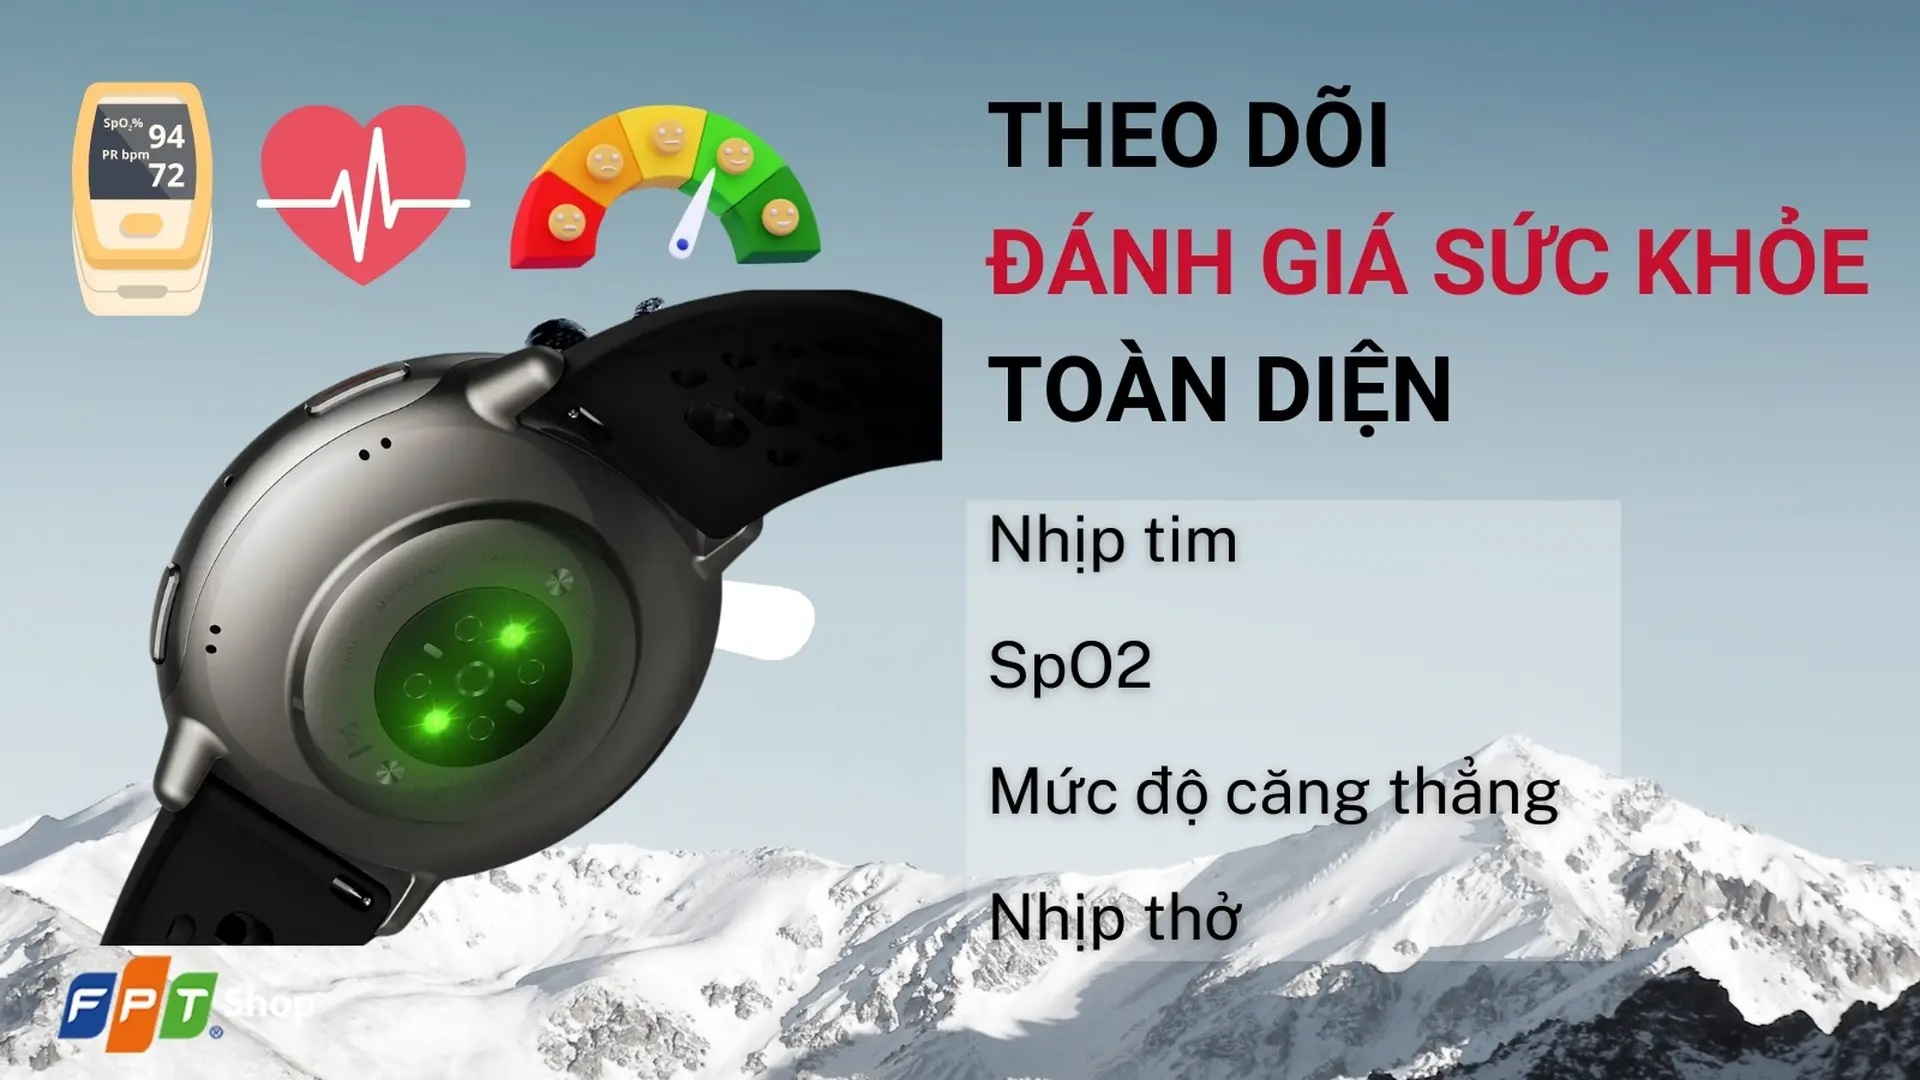 SpO₂% 94
PR bpm 72
THEO DÕI
ĐÁNH GIÁ SỨC KHỎE
TOÀN DIỆN
Nhịp tim
SpO2
Mức độ căng thẳng
Nhịp thở
FPT® Shop